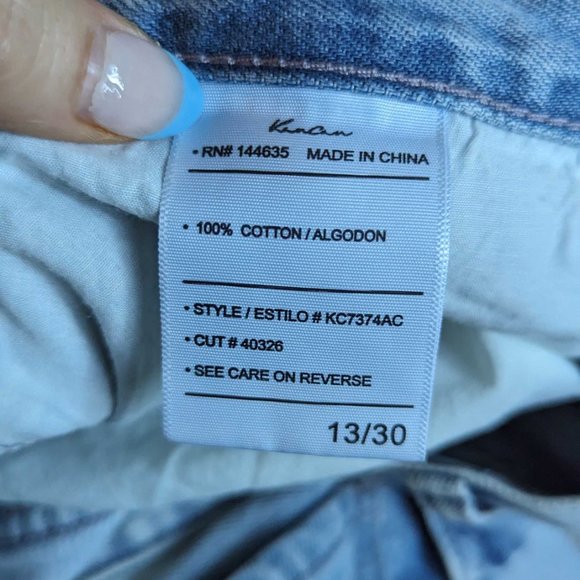 KanCan
• RN# 144635 MADE IN CHINA
• 100% COTTON / ALGODON
• STYLE / ESTILO # KC7374AC
• CUT # 40326
• SEE CARE ON REVERSE
13/30